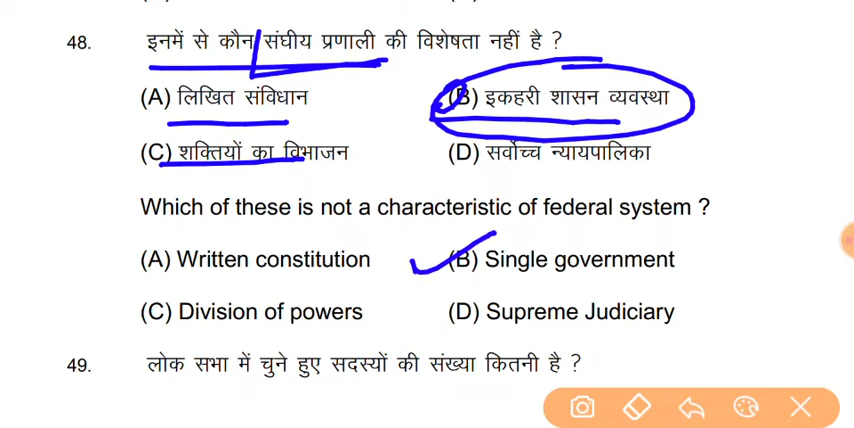 48. इनमें से कौन संघीय प्रणाली की विशेषता नहीं है ?
(A) लिखित संविधान (B) इकहरी शासन व्यवस्था
(C) शक्तियों का विभाजन (D) सर्वोच्च न्यायपालिका
Which of these is not a characteristic of federal system ?
(A) Written constitution (B) Single government
(C) Division of powers (D) Supreme Judiciary
49. लोक सभा में चुने हुए सदस्यों की संख्या कितनी है ?